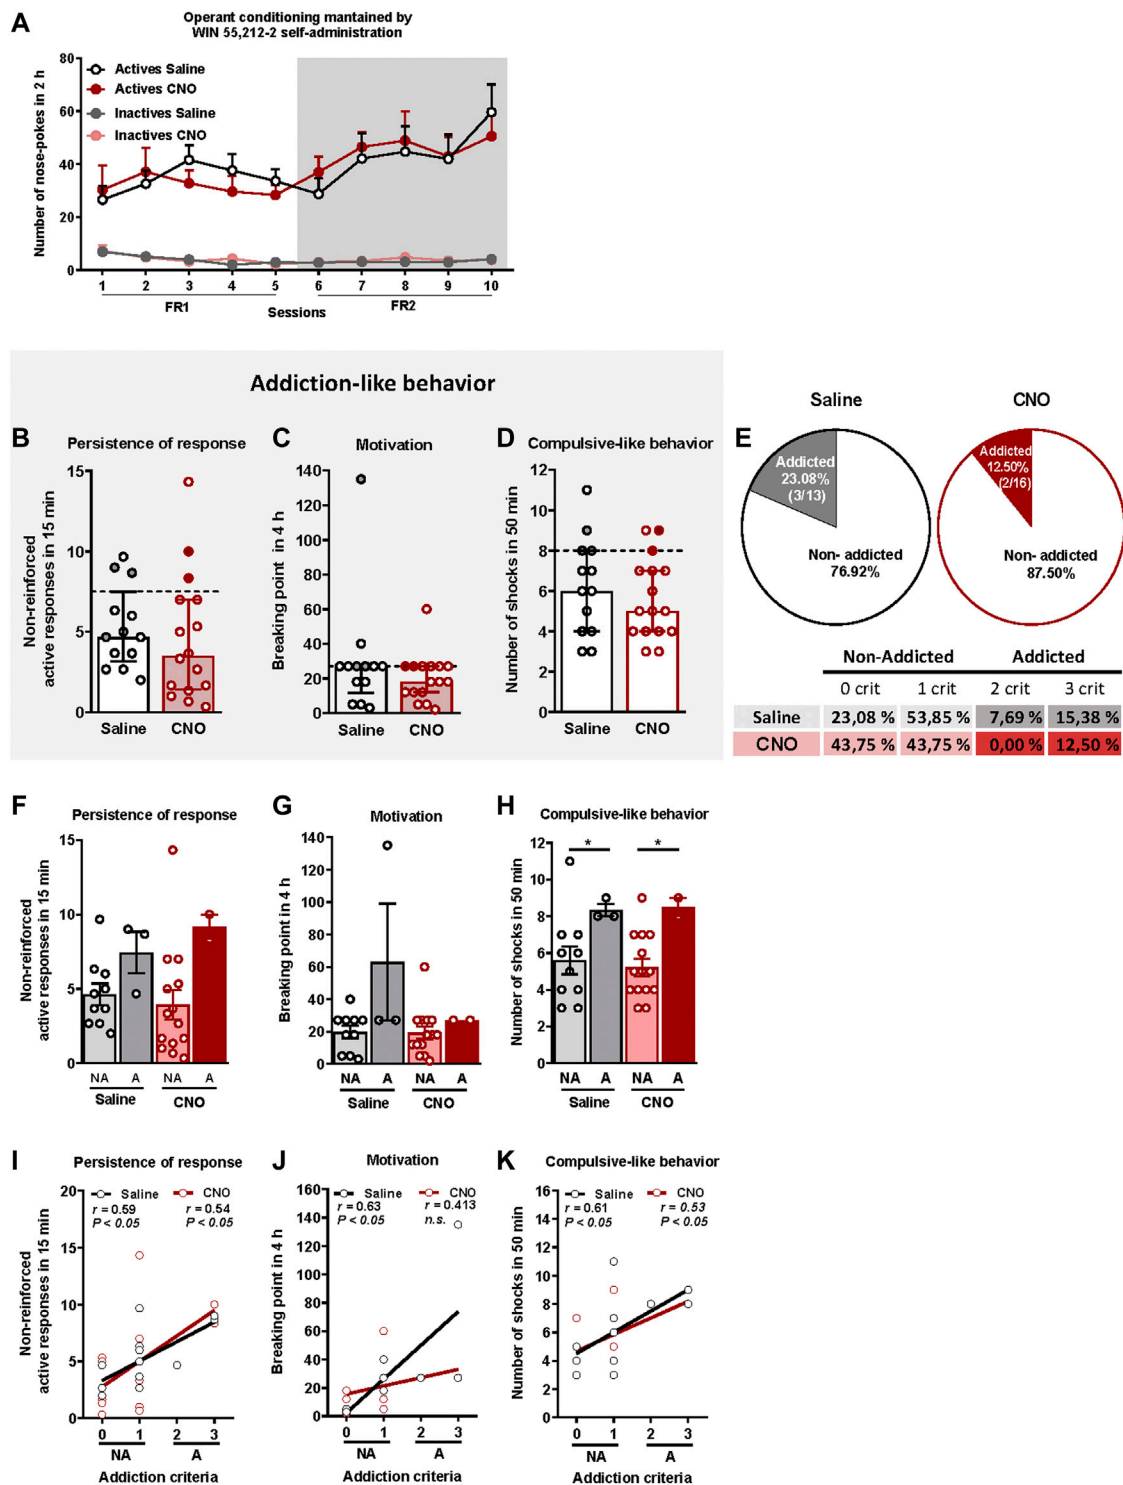 A
Operant conditioning mantained by
WIN 55,212-2 self-administration
Number of nose-pokes in 2 h
80
60
40
20
0
Actives Saline
Actives CNO
Inactives Saline
Inactives CNO
1 2 3 4 5 6 7 8 9 10
FR1 FR2
Sessions
Addiction-like behavior
B
Persistence of response
Non-reinforced
active responses in 15 min
15
10
5
0
Saline CNO
C
Motivation
Breaking point in 4 h
140
120
100
80
60
40
20
0
Saline CNO
D
Compulsive-like behavior
Number of shocks in 50 min
12
10
8
6
4
2
0
Saline CNO
E
Saline CNO
Addicted
23.08%
(3/13)
Non- addicted
76.92%
Addicted
12.50%
(2/16)
Non- addicted
87.50%
Non-Addicted Addicted
0 crit 1 crit 2 crit 3 crit
Saline 23,08 % 53,85 % 7,69 % 15,38 %
CNO 43,75 % 43,75 % 0,00 % 12,50 %
F
Persistence of response
Non-reinforced
active responses in 15 min
15
10
5
0
NA A NA A
Saline CNO
G
Motivation
Breaking point in 4 h
140
120
100
80
60
40
20
0
NA A NA A
Saline CNO
H
Compulsive-like behavior
Number of shocks in 50 min
12
10
8
6
4
2
0
* *
NA A NA A
Saline CNO
I
Persistence of response
Non-reinforced
active responses in 15 min
20
15
10
5
0
Saline CNO
r = 0.59 r = 0.54
P < 0.05 P < 0.05
0 1 2 3
NA A
Addiction criteria
J
Motivation
Breaking point in 4 h
160
140
120
100
80
60
40
20
0
Saline CNO
r = 0.63 r = 0.413
P < 0.05 n.s.
0 1 2 3
NA A
Addiction criteria
K
Compulsive-like behavior
Number of shocks in 50 min
16
14
12
10
8
6
4
2
0
Saline CNO
r = 0.61 r = 0.53
P < 0.05 P < 0.05
0 1 2 3
NA A
Addiction criteria